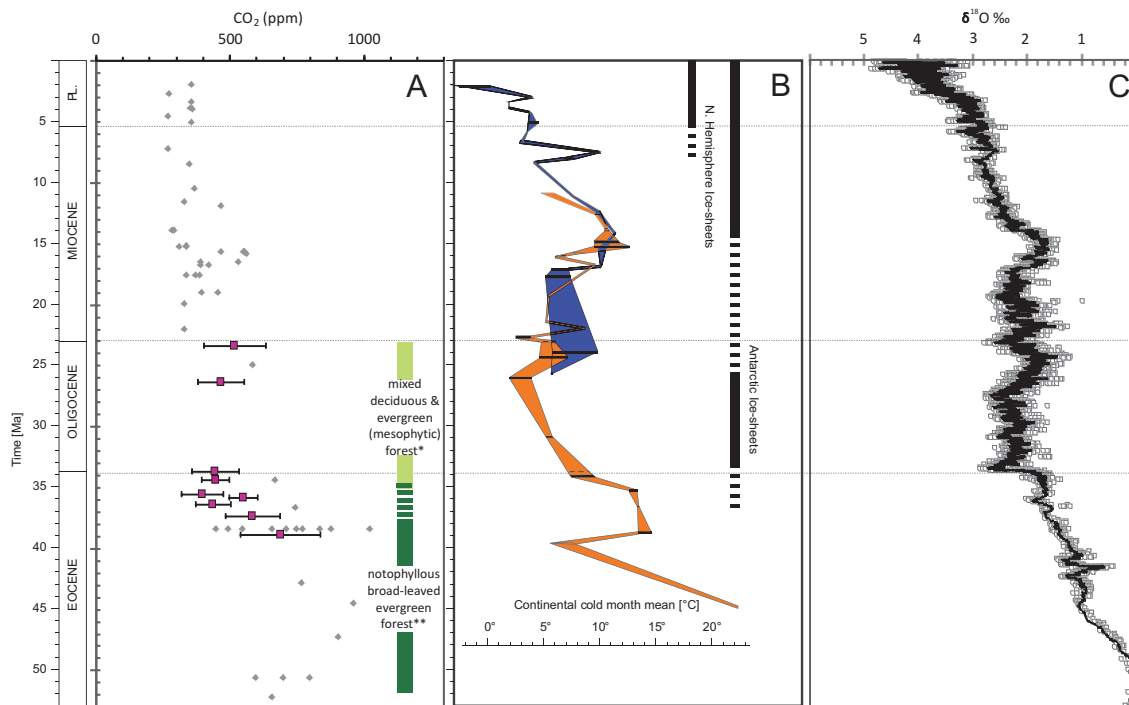 CO2 (ppm)
0 500 1000
A
Time [Ma]
PL.
MIOCENE
OLIGOCENE
EOCENE
5
10
15
20
25
30
35
40
45
50
mixed
deciduous &
evergreen
(mesophytic)
forest*
notophyllous
broad-leaved
evergreen
forest**
B
N. Hemisphere Ice-sheets
Antarctic Ice-sheets
Continental cold month mean [°C]
0° 5° 10° 15° 20°
δ18O ‰
5 4 3 2 1
C